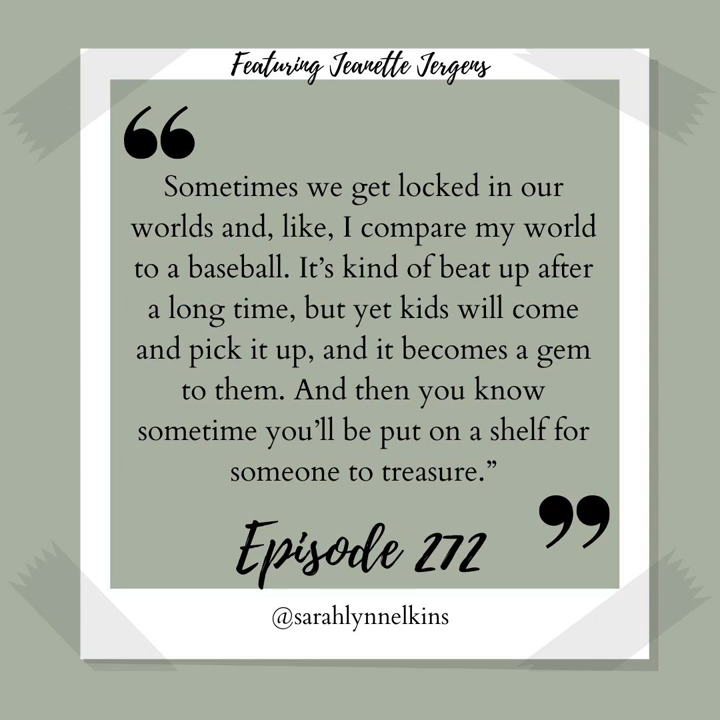 Featuring Jeanette Jergens
“
Sometimes we get locked in our
worlds and, like, I compare my world
to a baseball. It’s kind of beat up after
a long time, but yet kids will come
and pick it up, and it becomes a gem
to them. And then you know
sometime you’ll be put on a shelf for
someone to treasure.”
”
Episode 272
@sarahlynnelkins